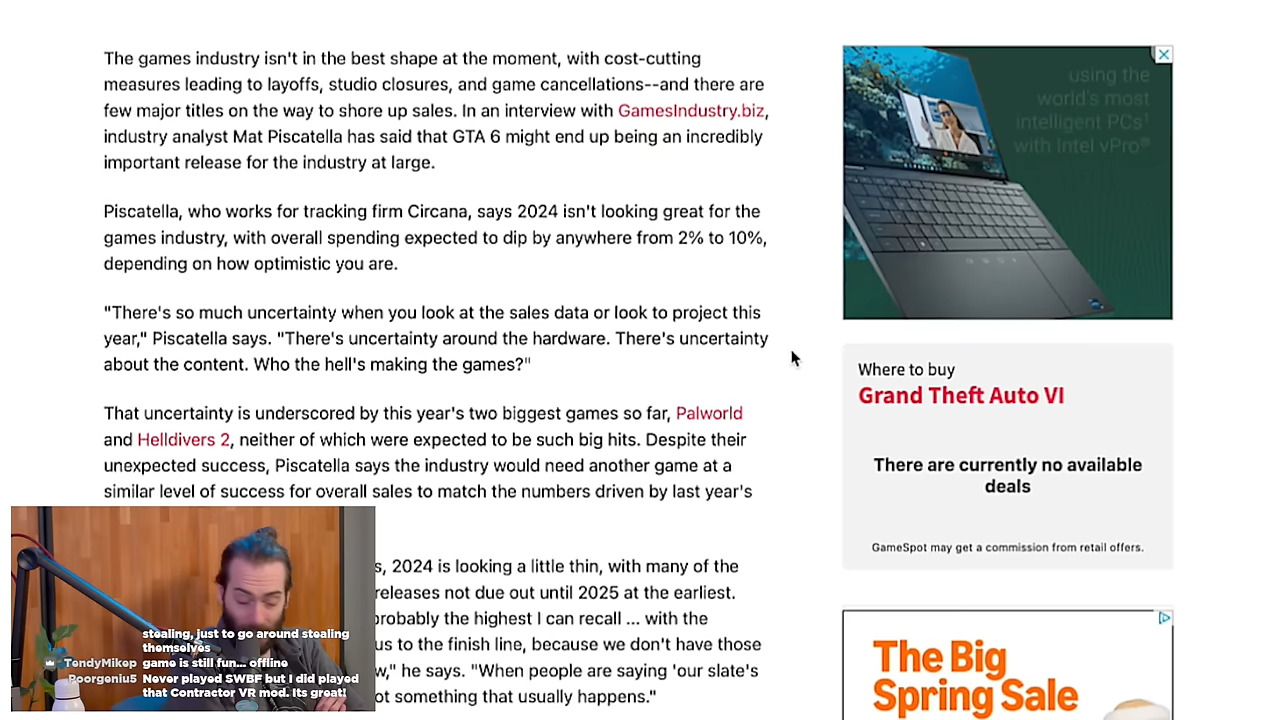 The games industry isn't in the best shape at the moment, with cost-cutting
measures leading to layoffs, studio closures, and game cancellations--and there are
few major titles on the way to shore up sales. In an interview with GamesIndustry.biz,
industry analyst Mat Piscatella has said that GTA 6 might end up being an incredibly
important release for the industry at large.
Piscatella, who works for tracking firm Circana, says 2024 isn't looking great for the
games industry, with overall spending expected to dip by anywhere from 2% to 10%,
depending on how optimistic you are.
"There's so much uncertainty when you look at the sales data or look to project this
year," Piscatella says. "There's uncertainty around the hardware. There's uncertainty
about the content. Who the hell's making the games?"
That uncertainty is underscored by this year's two biggest games so far, Palworld
and Helldivers 2, neither of which were expected to be such big hits. Despite their
unexpected success, Piscatella says the industry would need another game at a
similar level of success for overall sales to match the numbers driven by last year's
s, 2024 is looking a little thin, with many of the
releases not due out until 2025 at the earliest.
probably the highest I can recall ... with the
us to the finish line, because we don't have those
w," he says. "When people are saying 'our slate's
ot something that usually happens."
using the
world's most
intelligent PCs¹
with Intel vPro®
Where to buy
Grand Theft Auto VI
There are currently no available
deals
GameSpot may get a commission from retail offers.
The Big
Spring Sale
stealing, just to go around stealing
themselves
TendyMikep game is still fun... offline
Poorgeniu5 Never played SWBF but I did played
that Contractor VR mod. Its great!